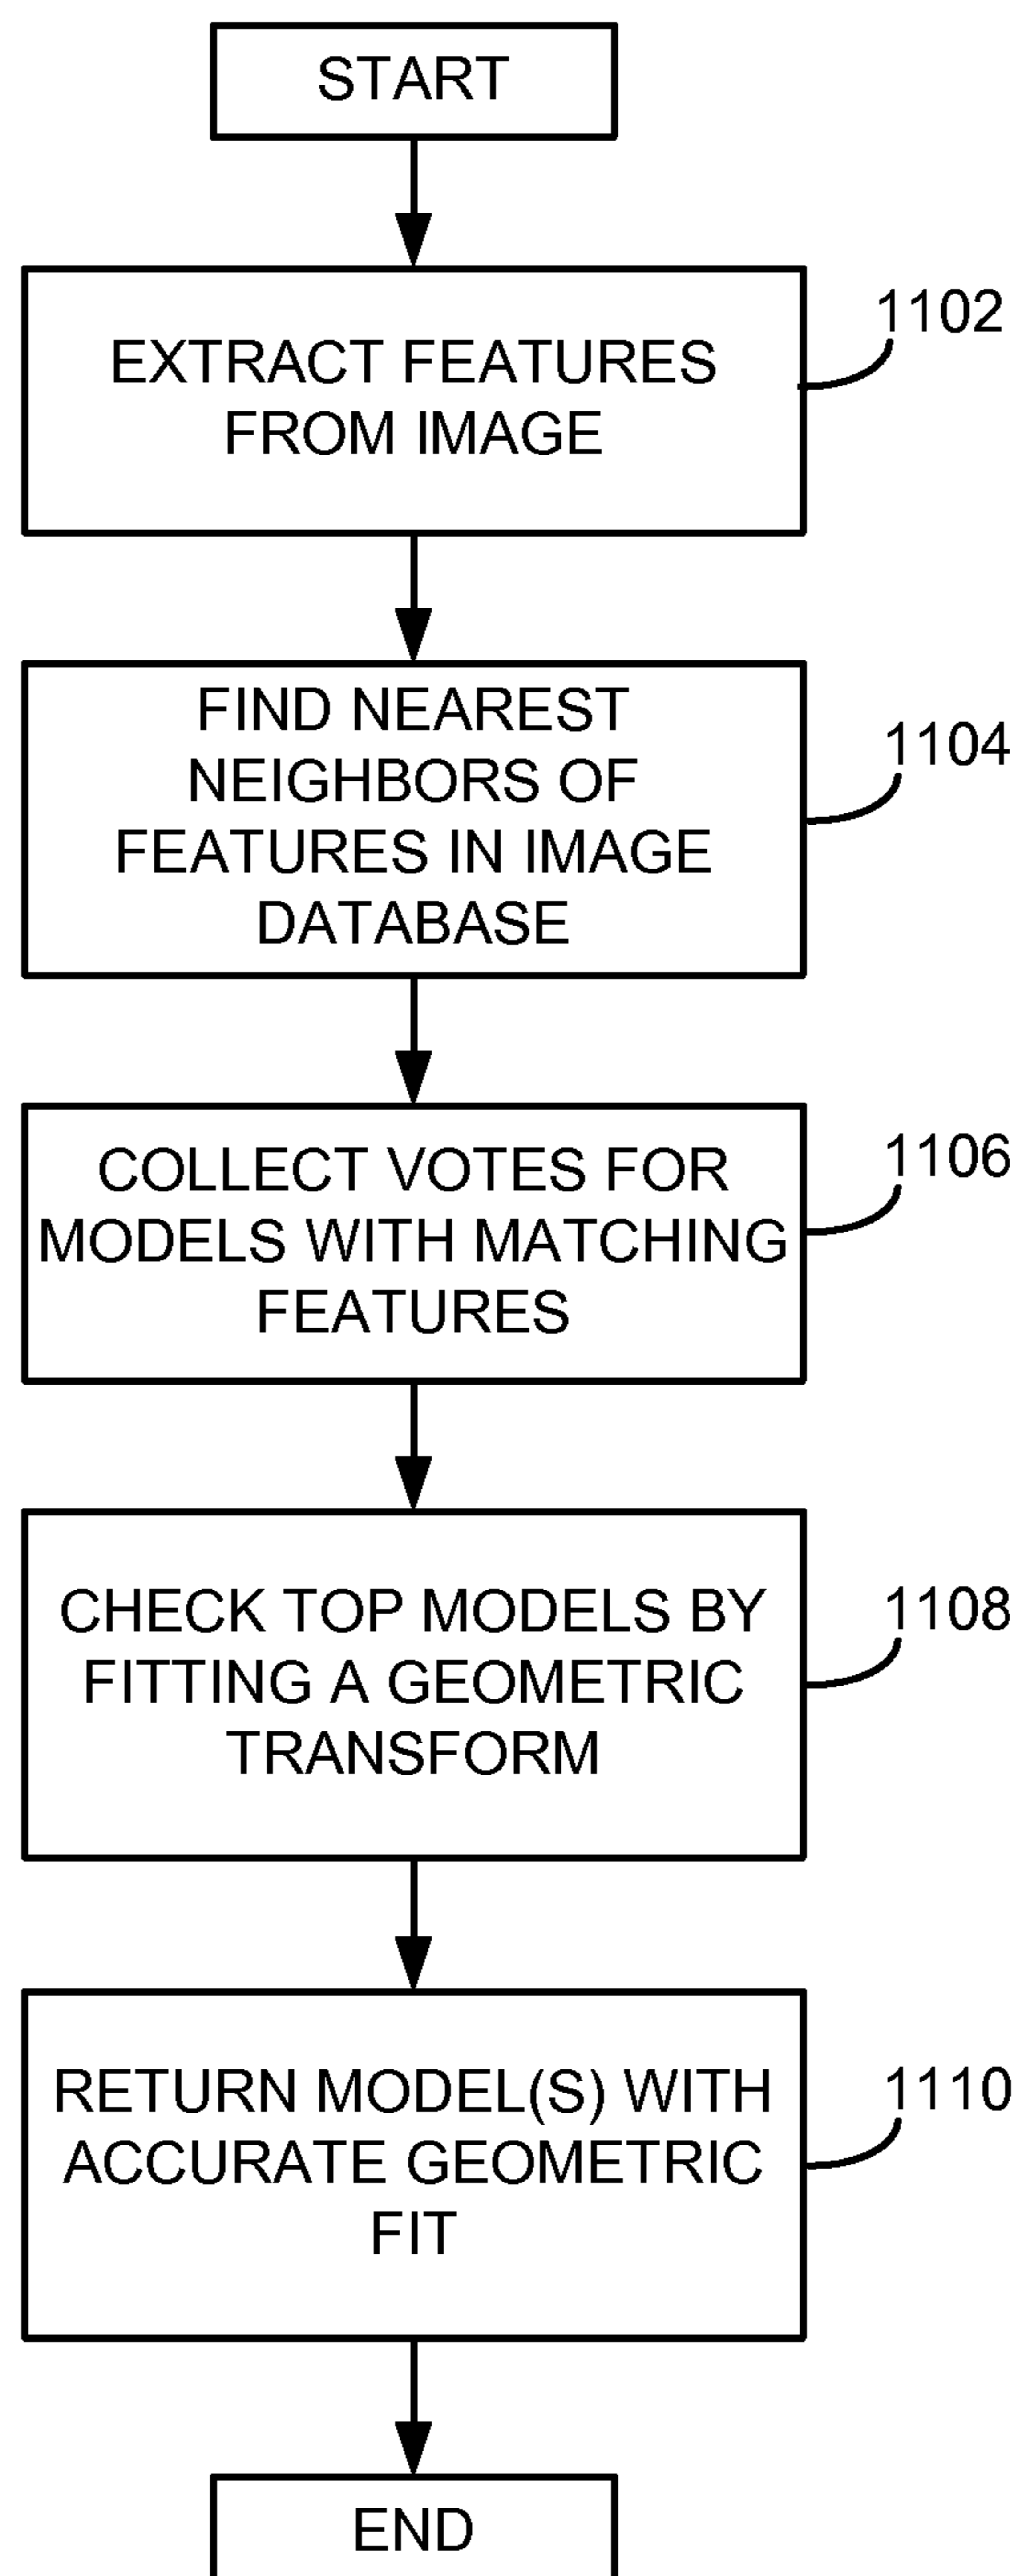 START
EXTRACT FEATURES
FROM IMAGE
1102
FIND NEAREST
NEIGHBORS OF
FEATURES IN IMAGE
DATABASE
1104
COLLECT VOTES FOR
MODELS WITH MATCHING
FEATURES
1106
CHECK TOP MODELS BY
FITTING A GEOMETRIC
TRANSFORM
1108
RETURN MODEL(S) WITH
ACCURATE GEOMETRIC
FIT
1110
END